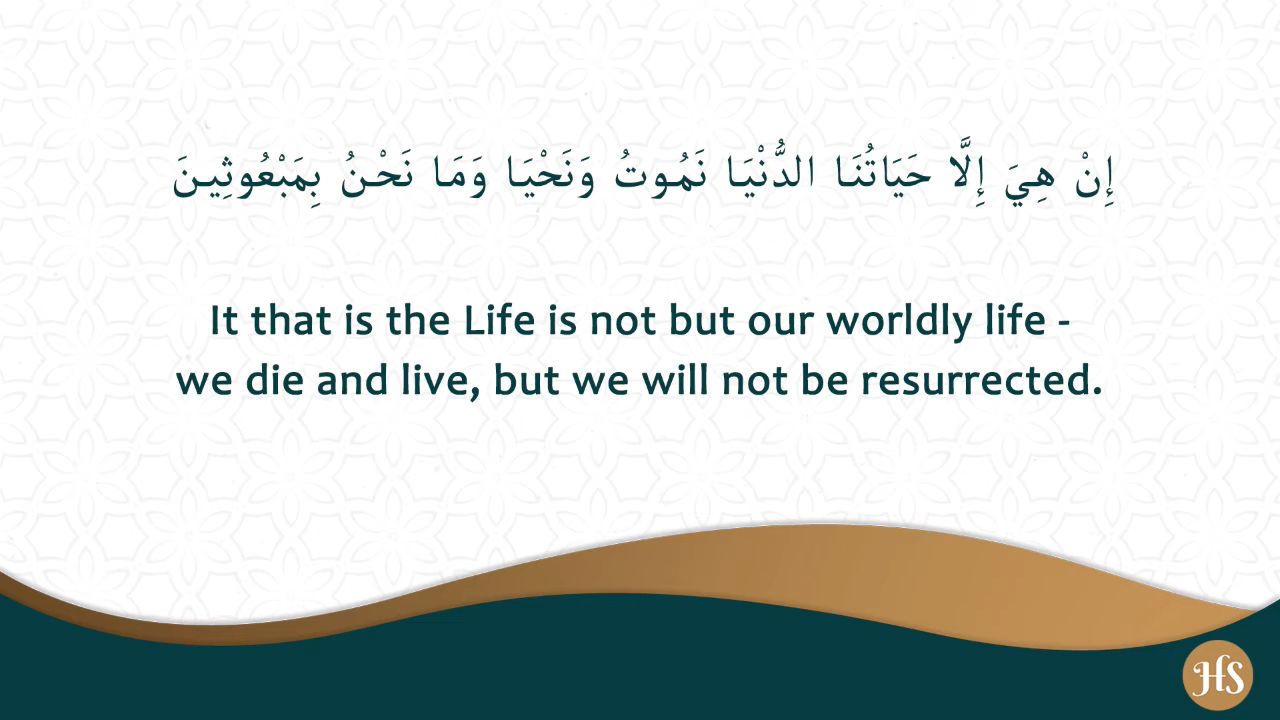 إِنْ هِيَ إِلَّا حَيَاتُنَا الدُّنْيَا نَمُوتُ وَنَحْيَا وَمَا نَحْنُ بِمَبْعُوثِينَ
It that is the Life is not but our worldly life -
we die and live, but we will not be resurrected.
HS